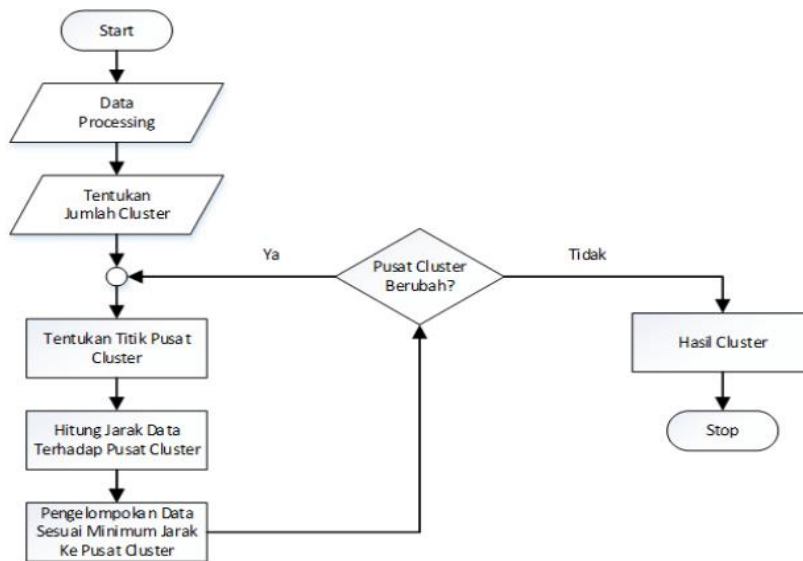 Start
Data
Processing
Tentukan
Jumlah Cluster
Ya
Pusat Cluster
Berubah?
Tidak
Tentukan Titik Pusat
Cluster
Hasil Cluster
Hitung Jarak Data
Terhadap Pusat Cluster
Stop
Pengelompokan Data
Sesuai Minimum Jarak
Ke Pusat Cluster